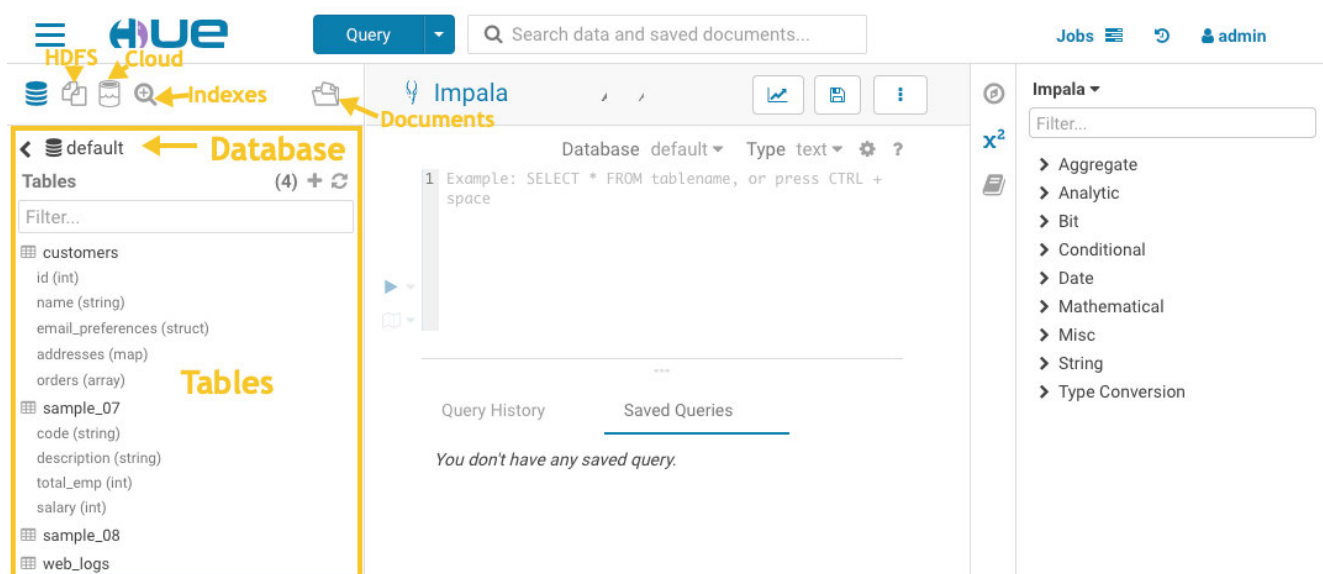 HUE
Query
Search data and saved documents...
Jobs
admin
HDFS
Cloud
Indexes
Documents
default
Database
Tables
(4)
Filter...
customers
id (int)
name (string)
email_preferences (struct)
addresses (map)
orders (array)
Tables
sample_07
code (string)
description (string)
total_emp (int)
salary (int)
sample_08
web_logs
Impala
Database default Type text ?
1 Example: SELECT * FROM tablename, or press CTRL +
space
Query History Saved Queries
You don't have any saved query.
x²
Impala
Filter...
Aggregate
Analytic
Bit
Conditional
Date
Mathematical
Misc
String
Type Conversion